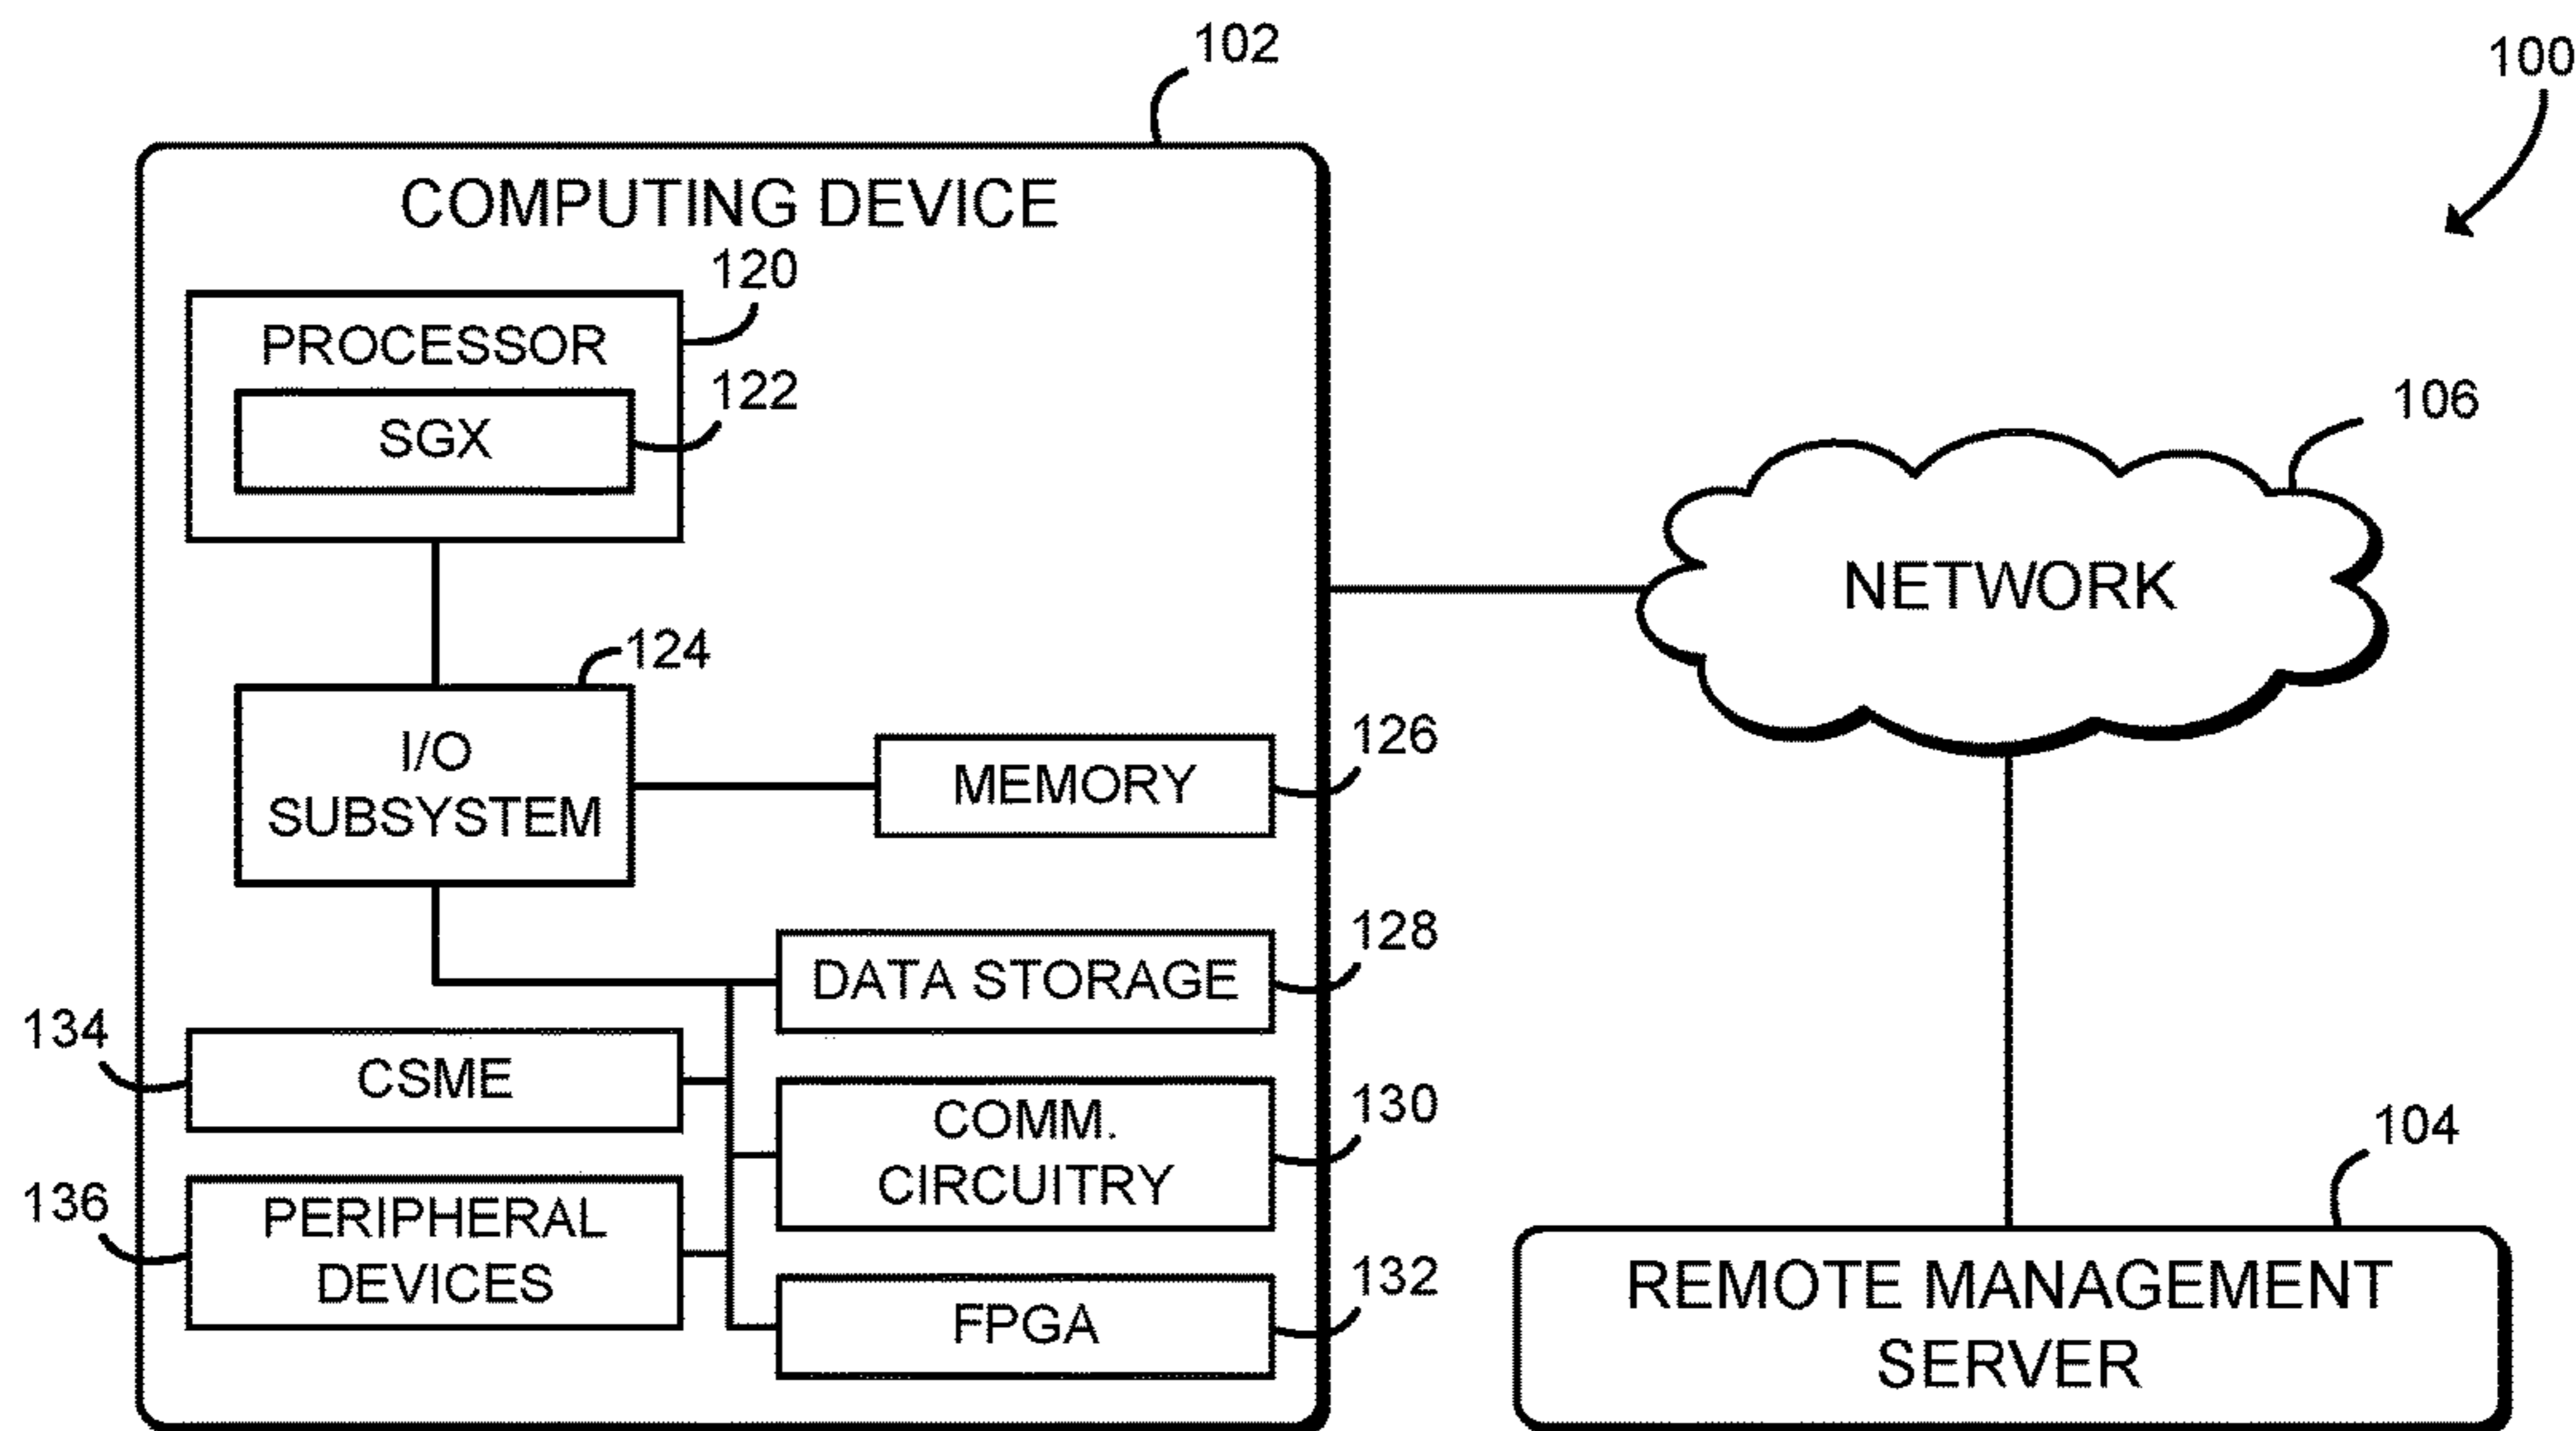 102
100
COMPUTING DEVICE
120
PROCESSOR
122
SGX
106
NETWORK
124
I/O
SUBSYSTEM
126
MEMORY
128
DATA STORAGE
134
CSME
130
COMM.
CIRCUITRY
104
136
PERIPHERAL
DEVICES
132
FPGA
REMOTE MANAGEMENT
SERVER